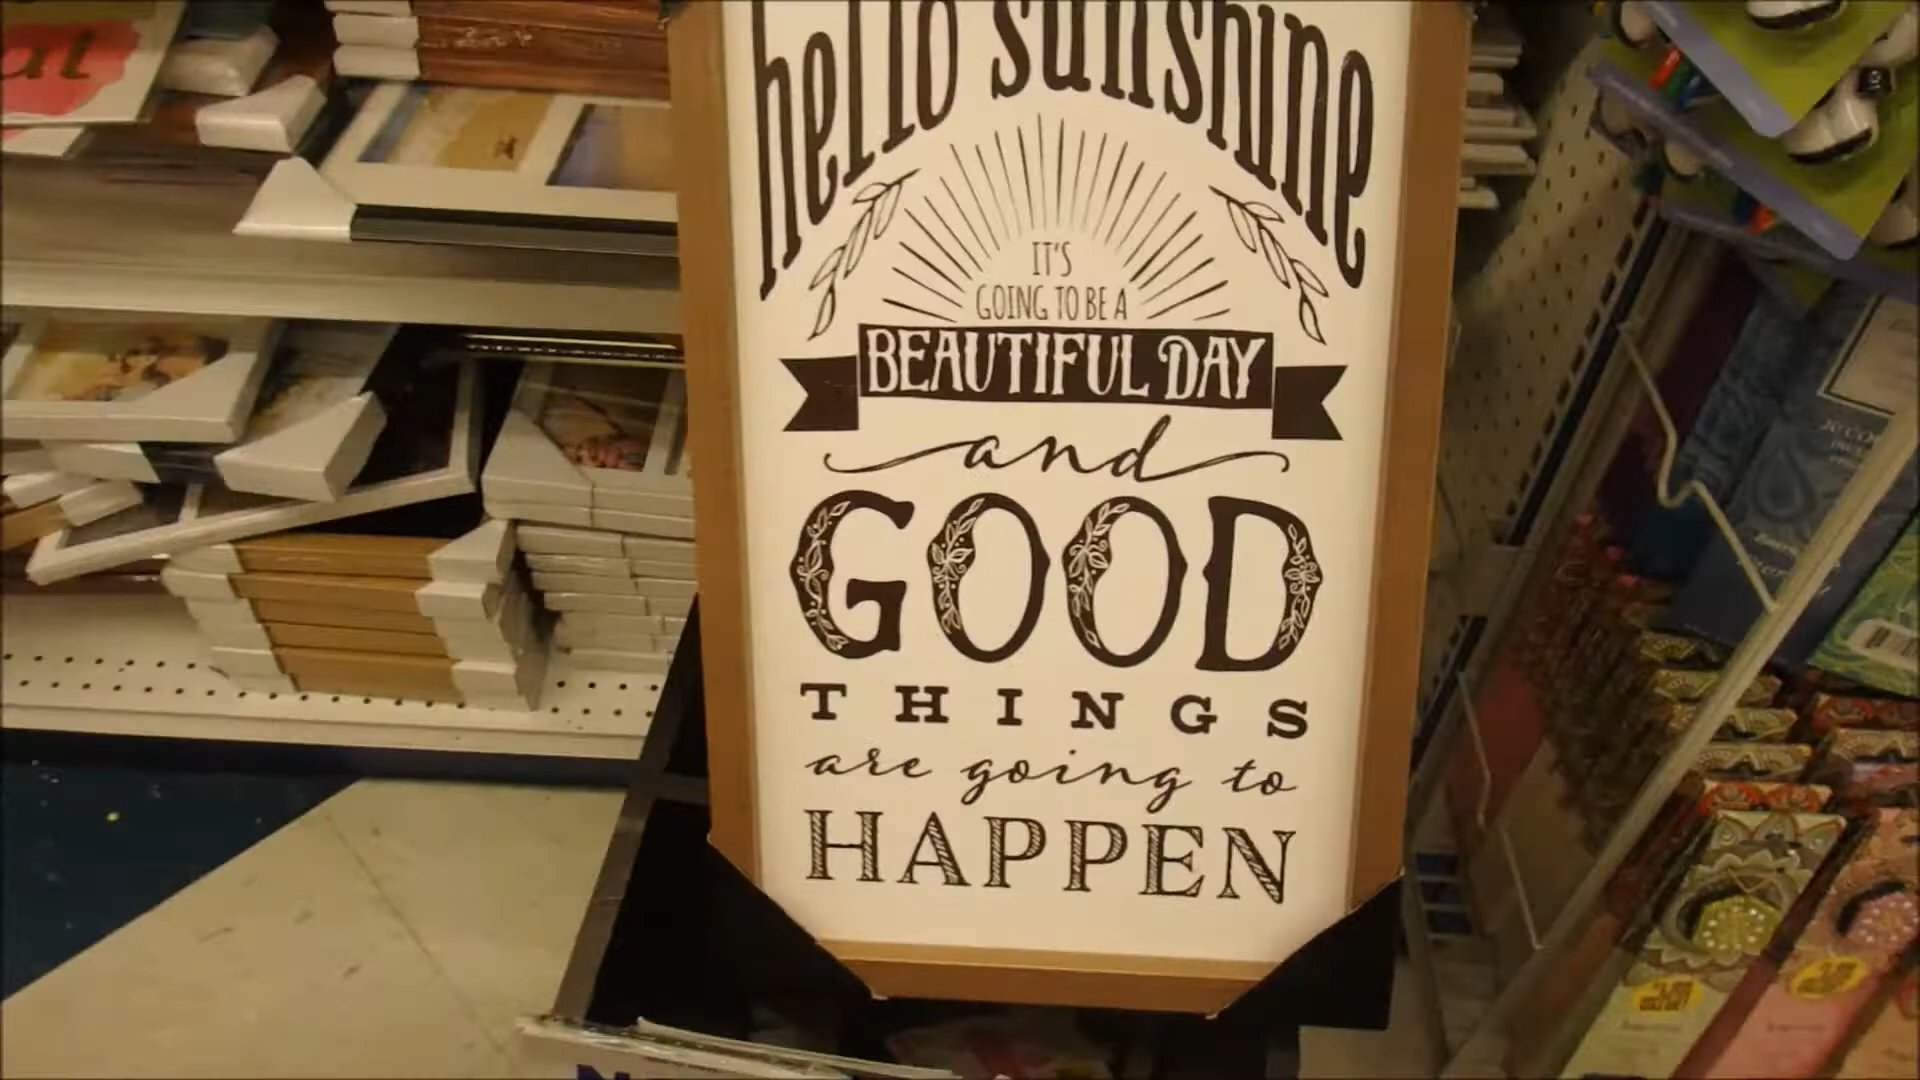 hello sunshine
IT'S
GOING TO BE A
BEAUTIFUL DAY
and
GOOD
THINGS
are going to
HAPPEN